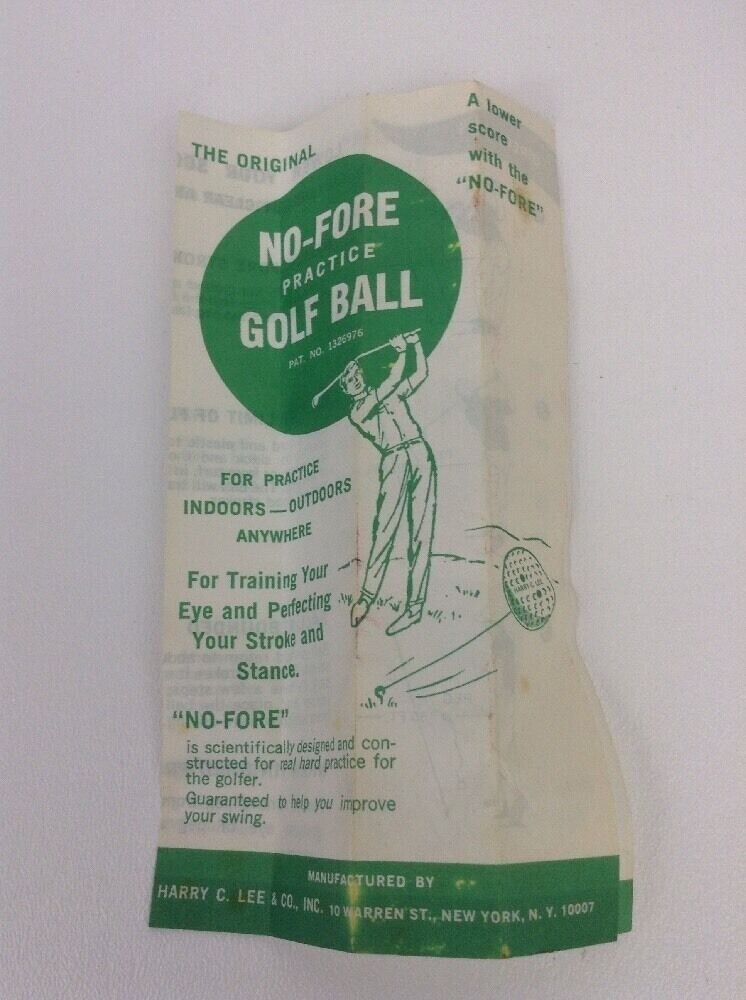 THE ORIGINAL
NO-FORE
PRACTICE
GOLF BALL
PAT. NO. 1326976
A lower
score
with the
"NO-FORE"
FOR PRACTICE
INDOORS—OUTDOORS
ANYWHERE
For Training Your
Eye and Perfecting
Your Stroke and
Stance.
HARRY C. LEE
"NO-FORE"
is scientifically designed and con-
structed for real hard practice for
the golfer.
Guaranteed to help you improve
your swing.
MANUFACTURED BY
HARRY C. LEE & CO., INC. 10 WARREN ST., NEW YORK, N. Y. 10007